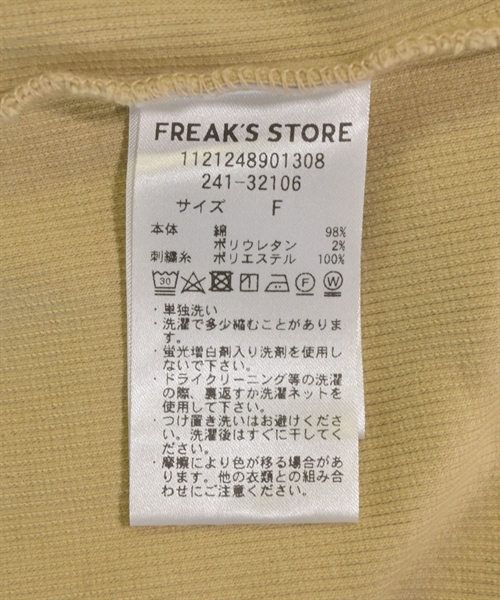 FREAK'S STORE
1121248901308
241-32106
サイズ F
本体 綿 98%
ポリウレタン 2%
刺繍糸 ポリエステル 100%
30 F W
・単独洗い
・洗濯で多少縮むことがありま
す。
・蛍光増白剤入り洗剤を使用し
ないで下さい。
・ドライクリーニング等の洗濯
の際、裏返すか洗濯ネットを
使用して下さい。
・つけ置き洗いはお避けくださ
い。洗濯後はすぐに干してくだ
さい。
・摩擦により色が移る場合があ
ります。他の衣類との組み合
わせにご注意ください。